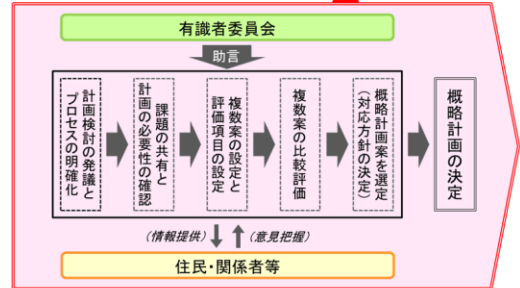 有識者委員会
助言
計画検討の発議と
プロセスの明確化
課題の共有と
計画の必要性の確認
複数案の設定と
評価項目の設定
複数案の比較評価
概略計画案を選定
(対応方針の決定)
概略計画の決定
(情報提供)
(意見把握)
住民・関係者等